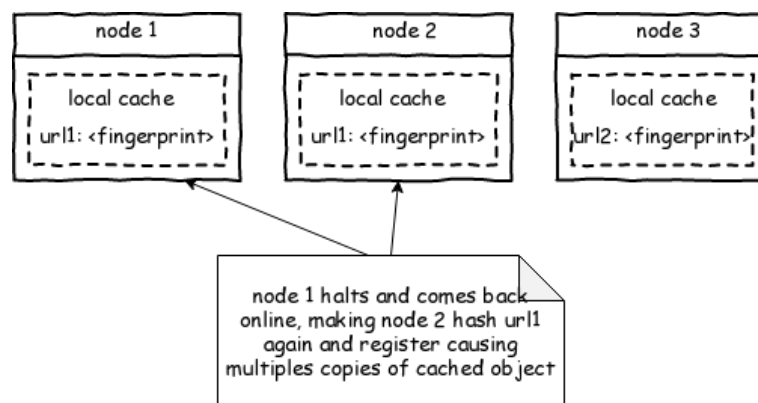 node 1
node 2
node 3
local cache
url1: <fingerprint>
local cache
url1: <fingerprint>
local cache
url2: <fingerprint>
node 1 halts and comes back
online, making node 2 hash url1
again and register causing
multiples copies of cached object